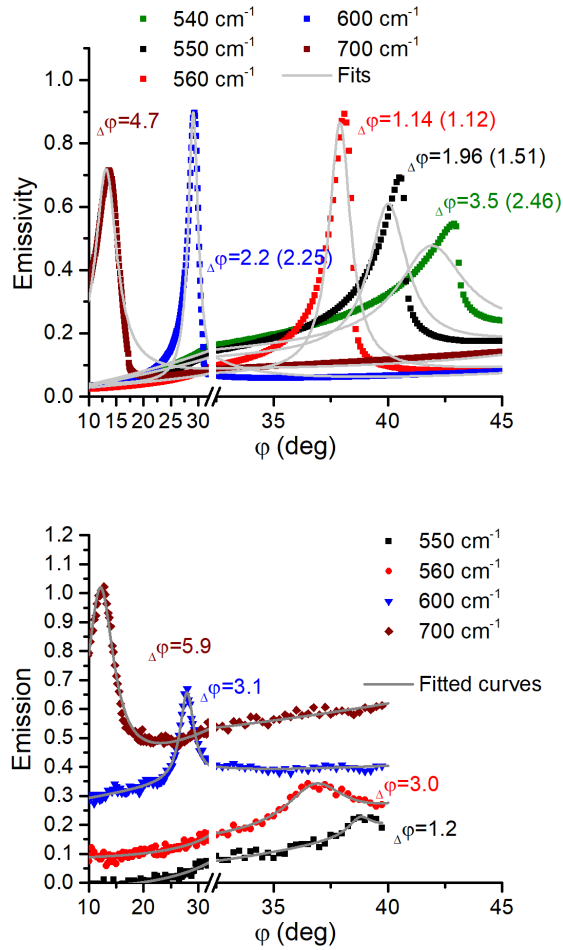 540 cm⁻¹ 600 cm⁻¹
550 cm⁻¹ 700 cm⁻¹
560 cm⁻¹ Fits
1.0
0.8
0.6
0.4
0.2
0.0
Emissivity
Δφ=4.7
Δφ=1.14 (1.12)
Δφ=1.96 (1.51)
Δφ=3.5 (2.46)
Δφ=2.2 (2.25)
10 15 20 25 30 35 40 45
φ (deg)
1.2
1.1
1.0
0.9
0.8
0.7
0.6
0.5
0.4
0.3
0.2
0.1
0.0
Emission
550 cm⁻¹
560 cm⁻¹
600 cm⁻¹
700 cm⁻¹
Fitted curves
Δφ=5.9
Δφ=3.1
Δφ=3.0
Δφ=1.2
10 15 20 25 30 35 40 45
φ (deg)